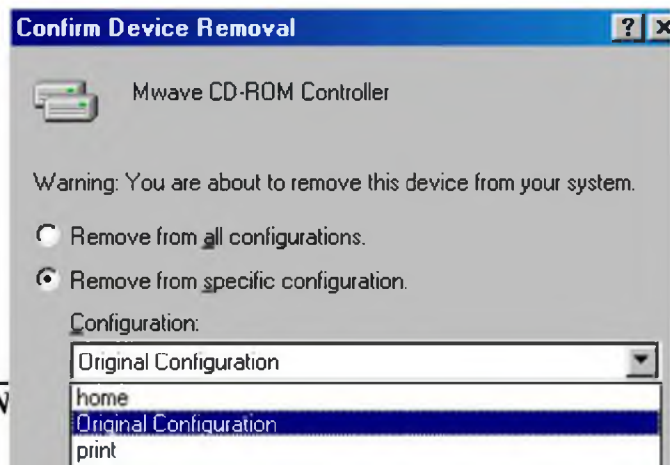 Confirm Device Removal
Mwave CD-ROM Controller
Warning: You are about to remove this device from your system.
Remove from all configurations.
Remove from specific configuration.
Configuration:
Original Configuration
home
Original Configuration
print